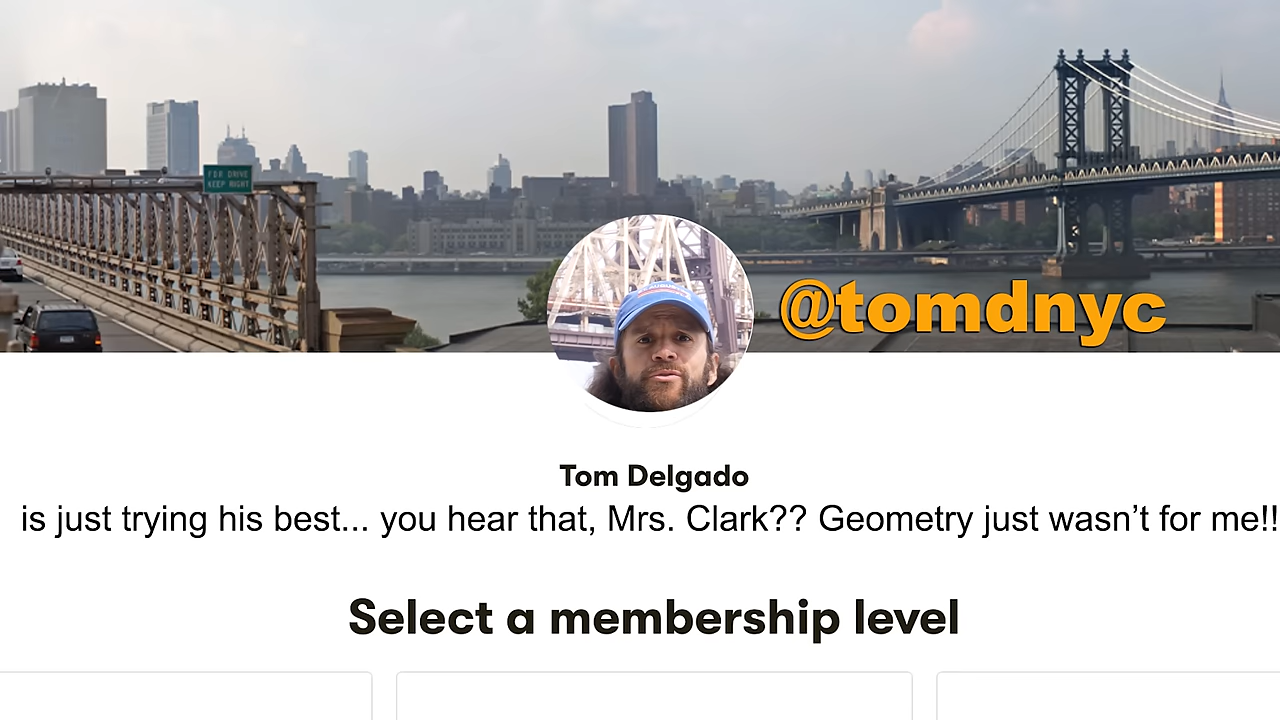 FDR DRIVE
KEEP RIGHT
@tomdnyc
Tom Delgado
is just trying his best... you hear that, Mrs. Clark?? Geometry just wasn’t for me!!
Select a membership level